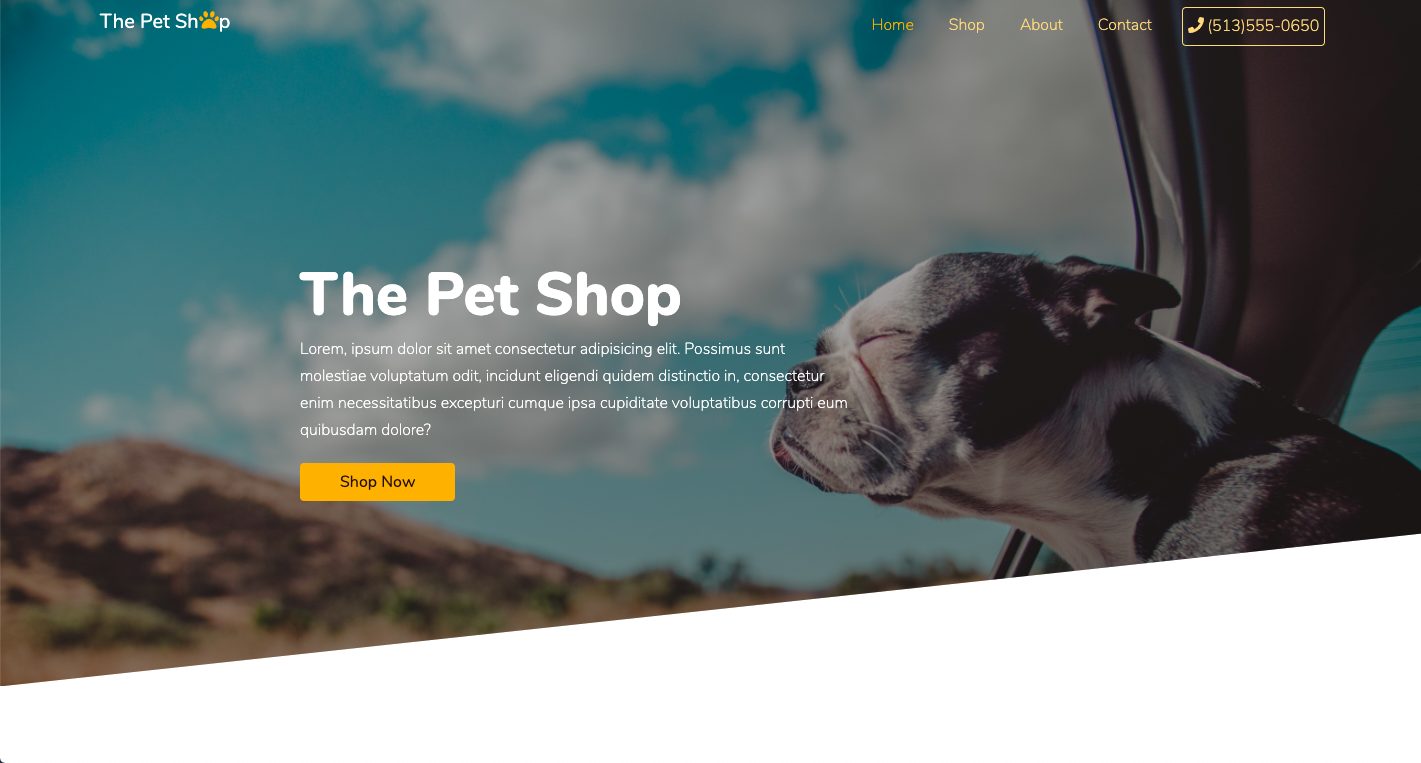 The Pet Shp
Home Shop About Contact (513)555-0650
The Pet Shop
Lorem, ipsum dolor sit amet consectetur adipisicing elit. Possimus sunt
molestiae voluptatum odit, incidunt eligendi quidem distinctio in, consectetur
enim necessitatibus excepturi cumque ipsa cupiditate voluptatibus corrupti eum
quibusdam dolore?
Shop Now